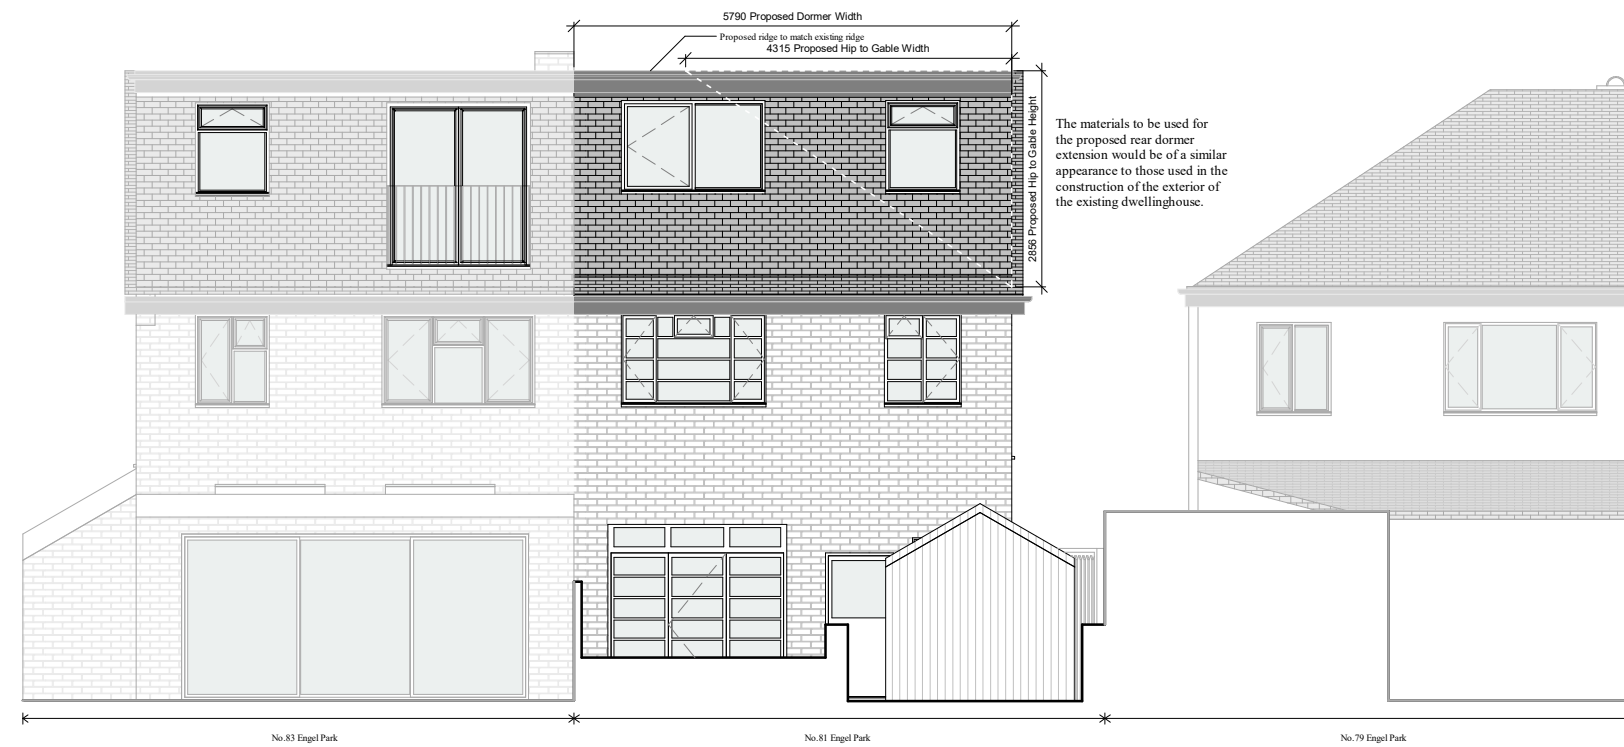 5790 Proposed Dormer Width
Proposed ridge to match existing ridge
4315 Proposed Hip to Gable Width
2856 Proposed Hip to Gable Height
The materials to be used for
the proposed rear dormer
extension would be of a similar
appearance to those used in the
construction of the exterior of
the existing dwellinghouse.
No.83 Engel Park
No.81 Engel Park
No.79 Engel Park